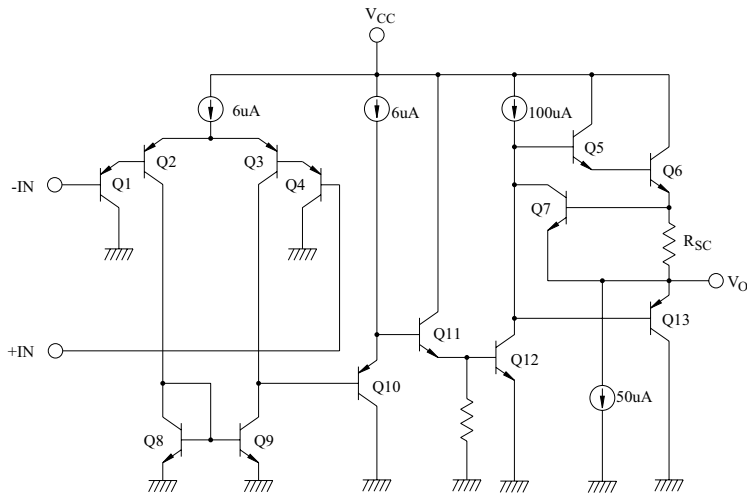 VCC
6uA
6uA
100uA
Q5
Q2
Q3
Q6
-IN
Q1
Q4
Q7
RSC
VO
Q11
Q13
+IN
Q12
Q10
50uA
Q8
Q9